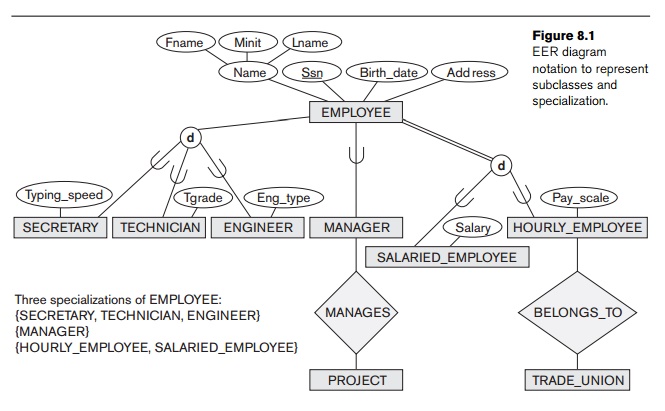 Figure 8.1
EER diagram
notation to represent
subclasses and
specialization.
Fname
Minit
Lname
Name
Ssn
Birth_date
Add ress
EMPLOYEE
d
d
Typing_speed
Tgrade
Eng_type
Pay_scale
SECRETARY
TECHNICIAN
ENGINEER
MANAGER
Salary
HOURLY_EMPLOYEE
SALARIED_EMPLOYEE
Three specializations of EMPLOYEE:
{SECRETARY, TECHNICIAN, ENGINEER}
{MANAGER}
{HOURLY_EMPLOYEE, SALARIED_EMPLOYEE}
MANAGES
BELONGS_TO
PROJECT
TRADE_UNION